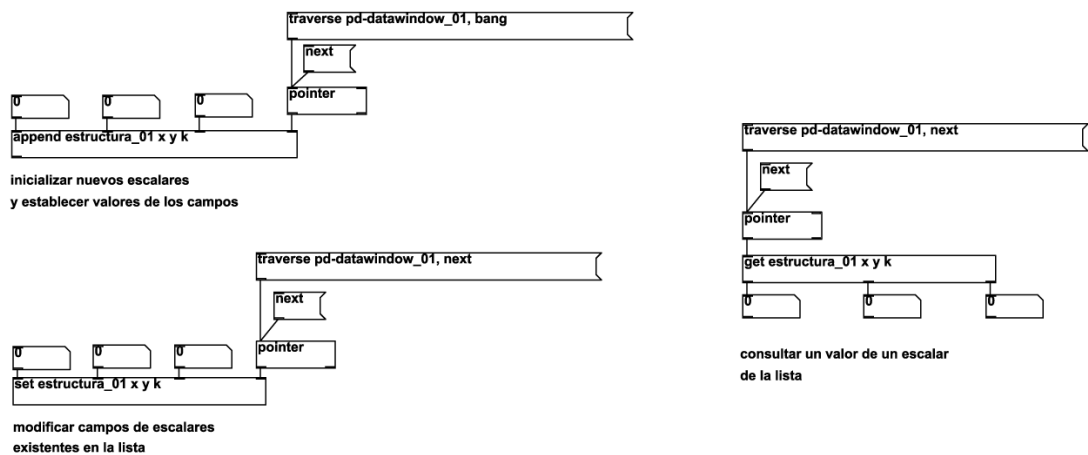 traverse pd-datawindow_01, bang
next
pointer
0
0
0
append estructura_01 x y k
inicializar nuevos escalares
y establecer valores de los campos
traverse pd-datawindow_01, next
next
pointer
0
0
0
set estructura_01 x y k
modificar campos de escalares
existentes en la lista
traverse pd-datawindow_01, next
next
pointer
get estructura_01 x y k
0
0
0
consultar un valor de un escalar
de la lista